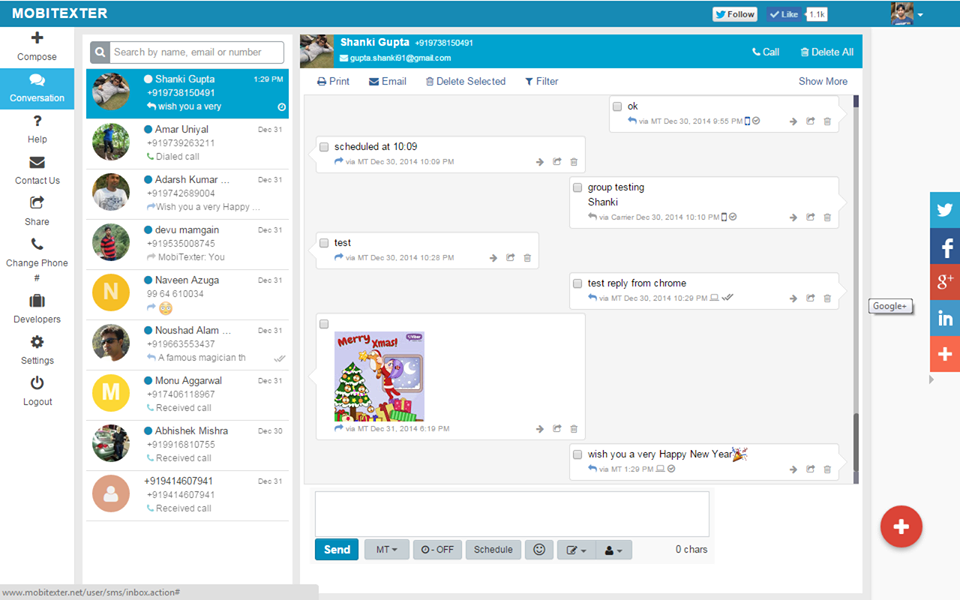 MOBITEXTER
Follow
Like
1.1k
Compose
Conversation
Help
Contact Us
Share
Change Phone
#
Developers
Settings
Logout
Search by name, email or number
Shanki Gupta
1:29 PM
+919738150491
wish you a very
Amar Uniyal
Dec 31
+919739263211
Dialed call
Adarsh Kumar ...
Dec 31
+919742689004
Wish you a very Happy ...
devu mamgain
Dec 31
+919535008745
MobiTexter: You
Naveen Azuga
Dec 31
99 64 610034
Noushad Alam ...
Dec 31
+919663553437
A famous magician th
Monu Aggarwal
Dec 31
+917406118967
Received call
Abhishek Mishra
Dec 30
+919916810755
Received call
+919414607941
Dec 31
+919414607941
Received call
Shanki Gupta +919738150491
gupta.shanki91@gmail.com
Call
Delete All
Print
Email
Delete Selected
Filter
Show More
ok
via MT Dec 30, 2014 9:55 PM
scheduled at 10:09
via MT Dec 30, 2014 10:09 PM
group testing
Shanki
via Carrier Dec 30, 2014 10:10 PM
test
via MT Dec 30, 2014 10:28 PM
test reply from chrome
via MT Dec 30, 2014 10:29 PM
Merry Xmas!
via MT Dec 31, 2014 6:19 PM
wish you a very Happy New Year
via MT 1:29 PM
Send
MT
- OFF
Schedule
0 chars
Google+
www.mobitexter.net/user/sms/inbox.action#